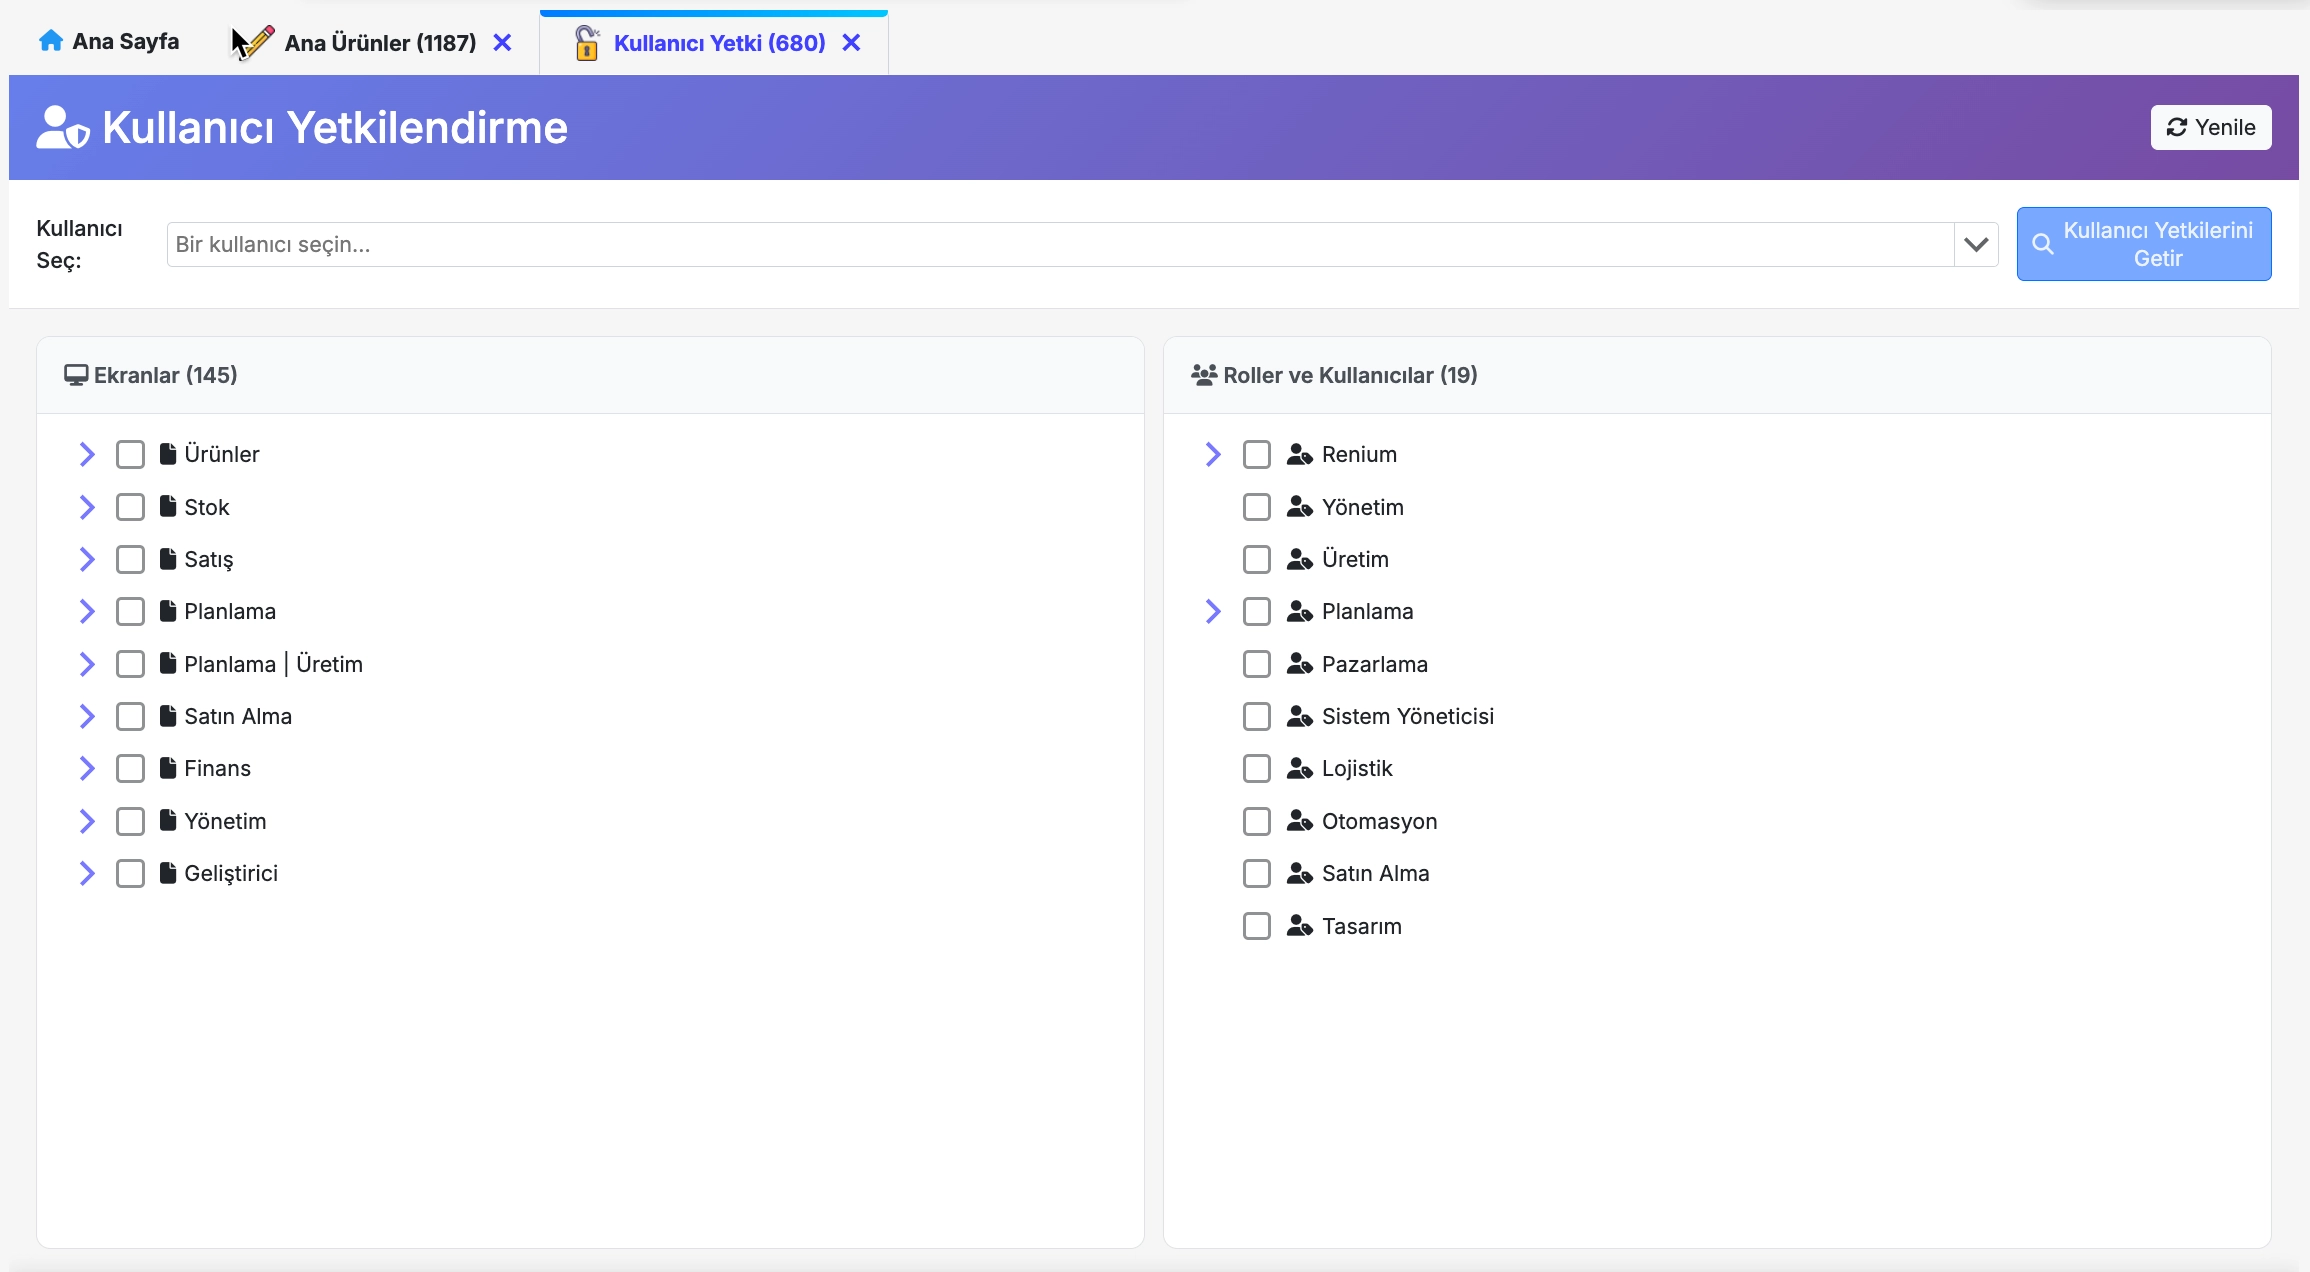 Ana Sayfa
Ana Ürünler (1187)
Kullanıcı Yetki (680)
Kullanıcı Yetkilendirme
Yenile
Kullanıcı
Seç:
Bir kullanıcı seçin...
Kullanıcı Yetkilerini
Getir
Ekranlar (145)
Ürünler
Stok
Satış
Planlama
Planlama | Üretim
Satın Alma
Finans
Yönetim
Geliştirici
Roller ve Kullanıcılar (19)
Renium
Yönetim
Üretim
Planlama
Pazarlama
Sistem Yöneticisi
Lojistik
Otomasyon
Satın Alma
Tasarım